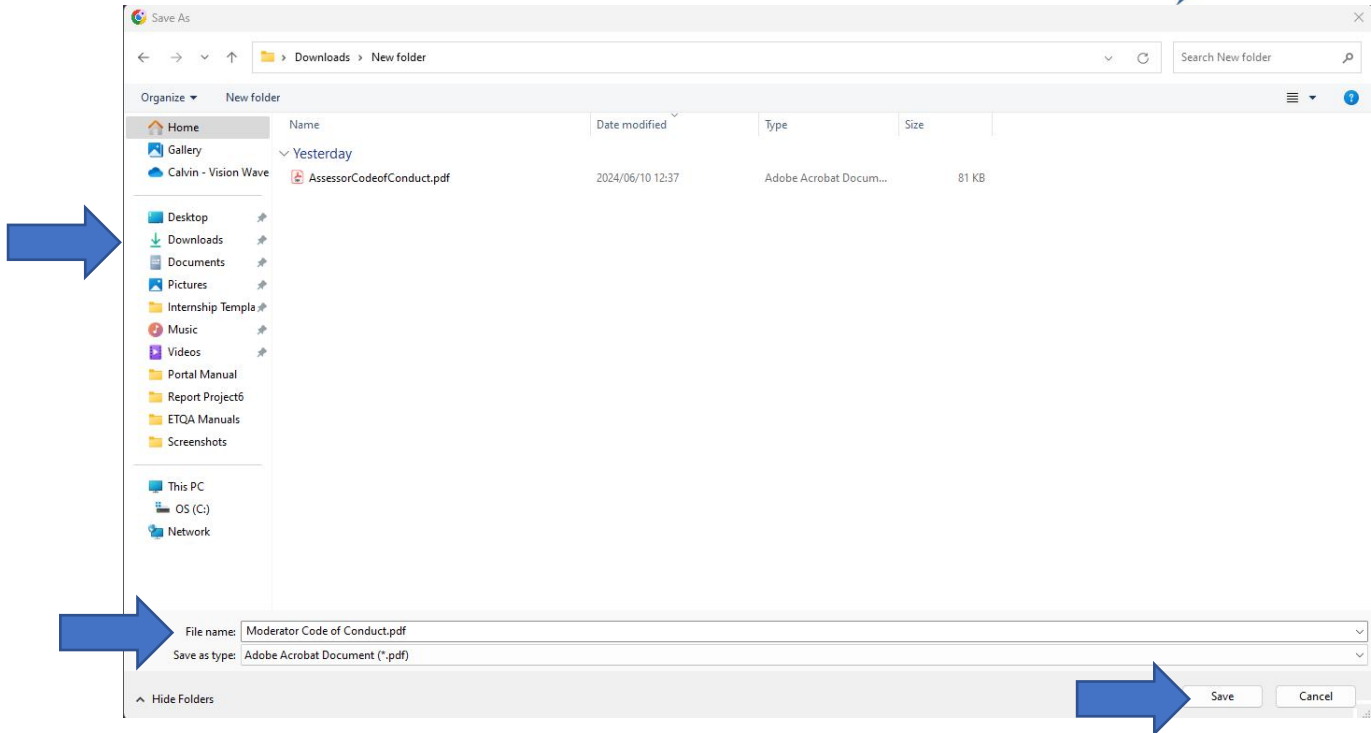 Save As
Downloads > New folder
Search New folder
Organize New folder
Name Date modified Type Size
Home
Gallery
Yesterday
Calvin - Vision Wave
AssessorCodeofConduct.pdf 2024/06/10 12:37 Adobe Acrobat Docum... 81 KB
Desktop
Downloads
Documents
Pictures
Internship Templa
Music
Videos
Portal Manual
Report Project6
ETQA Manuals
Screenshots
This PC
OS (C:)
Network
File name: Moderator Code of Conduct.pdf
Save as type: Adobe Acrobat Document (*.pdf)
Hide Folders Save Cancel